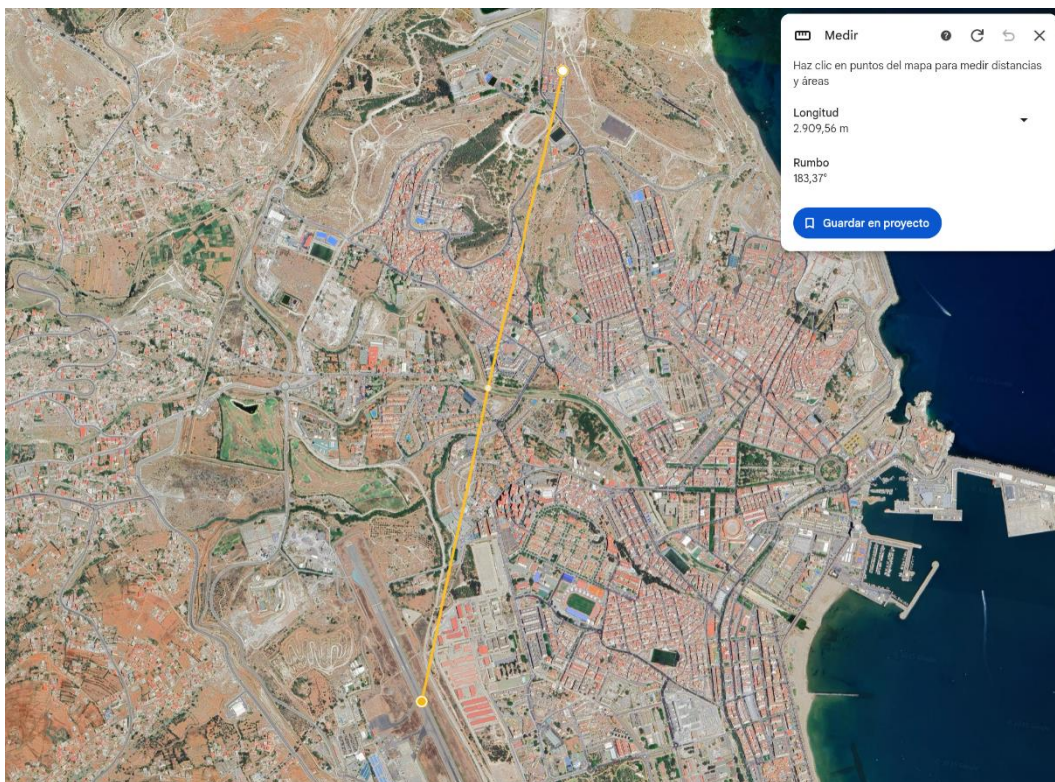 Medir
Haz clic en puntos del mapa para medir distancias
y áreas
Longitud
2.909,56 m
Rumbo
183,37°
Guardar en proyecto